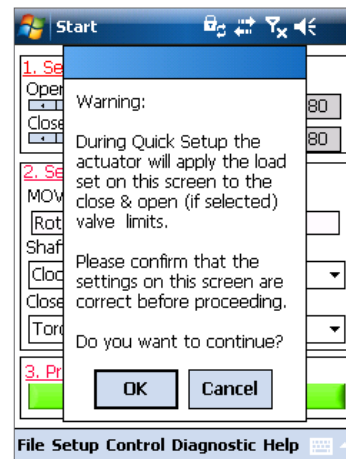 Start
1. Se
Oper
80
Close
80
Warning:
During Quick Setup the
actuator will apply the load
set on this screen to the
close & open (if selected)
valve limits.
Please confirm that the
settings on this screen are
correct before proceeding.
Do you want to continue?
OK Cancel
2. Se
MOV
Rot
Shaf
Cloc
Close
Torc
3. Pr
File Setup Control Diagnostic Help